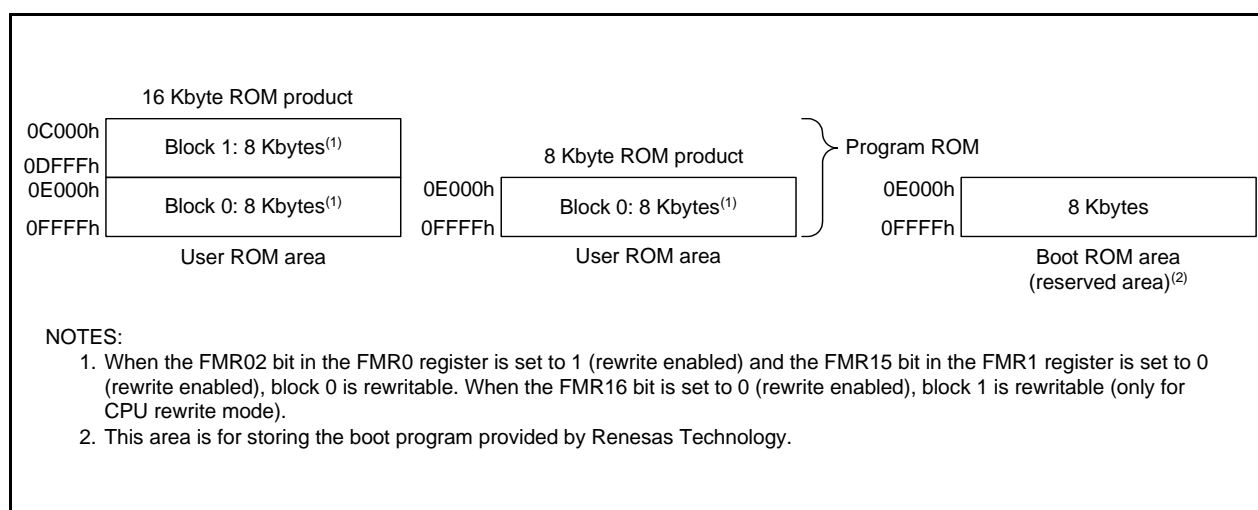 16 Kbyte ROM product
0C000h
Block 1: 8 Kbytes(1)
0DFFFh
0E000h
Block 0: 8 Kbytes(1)
0FFFFh
User ROM area
8 Kbyte ROM product
0E000h
Block 0: 8 Kbytes(1)
0FFFFh
User ROM area
Program ROM
0E000h
8 Kbytes
0FFFFh
Boot ROM area
(reserved area)(2)
NOTES:
1. When the FMR02 bit in the FMR0 register is set to 1 (rewrite enabled) and the FMR15 bit in the FMR1 register is set to 0
(rewrite enabled), block 0 is rewritable. When the FMR16 bit is set to 0 (rewrite enabled), block 1 is rewritable (only for
CPU rewrite mode).
2. This area is for storing the boot program provided by Renesas Technology.